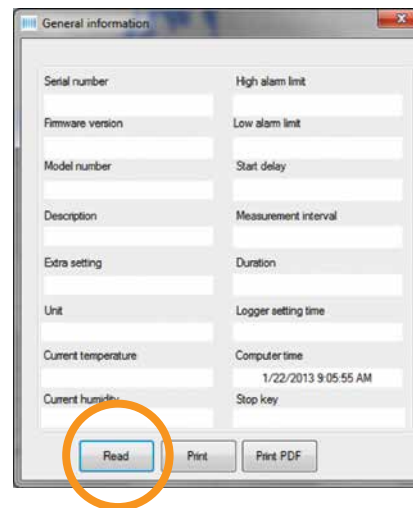 General information
Serial number High alarm limit
Firmware version Low alarm limit
Model number Start delay
Description Measurement interval
Extra setting Duration
Unit Logger setting time
Current temperature Computer time
1/22/2013 9:05:55 AM
Current humidity Stop key
Read Print Print PDF